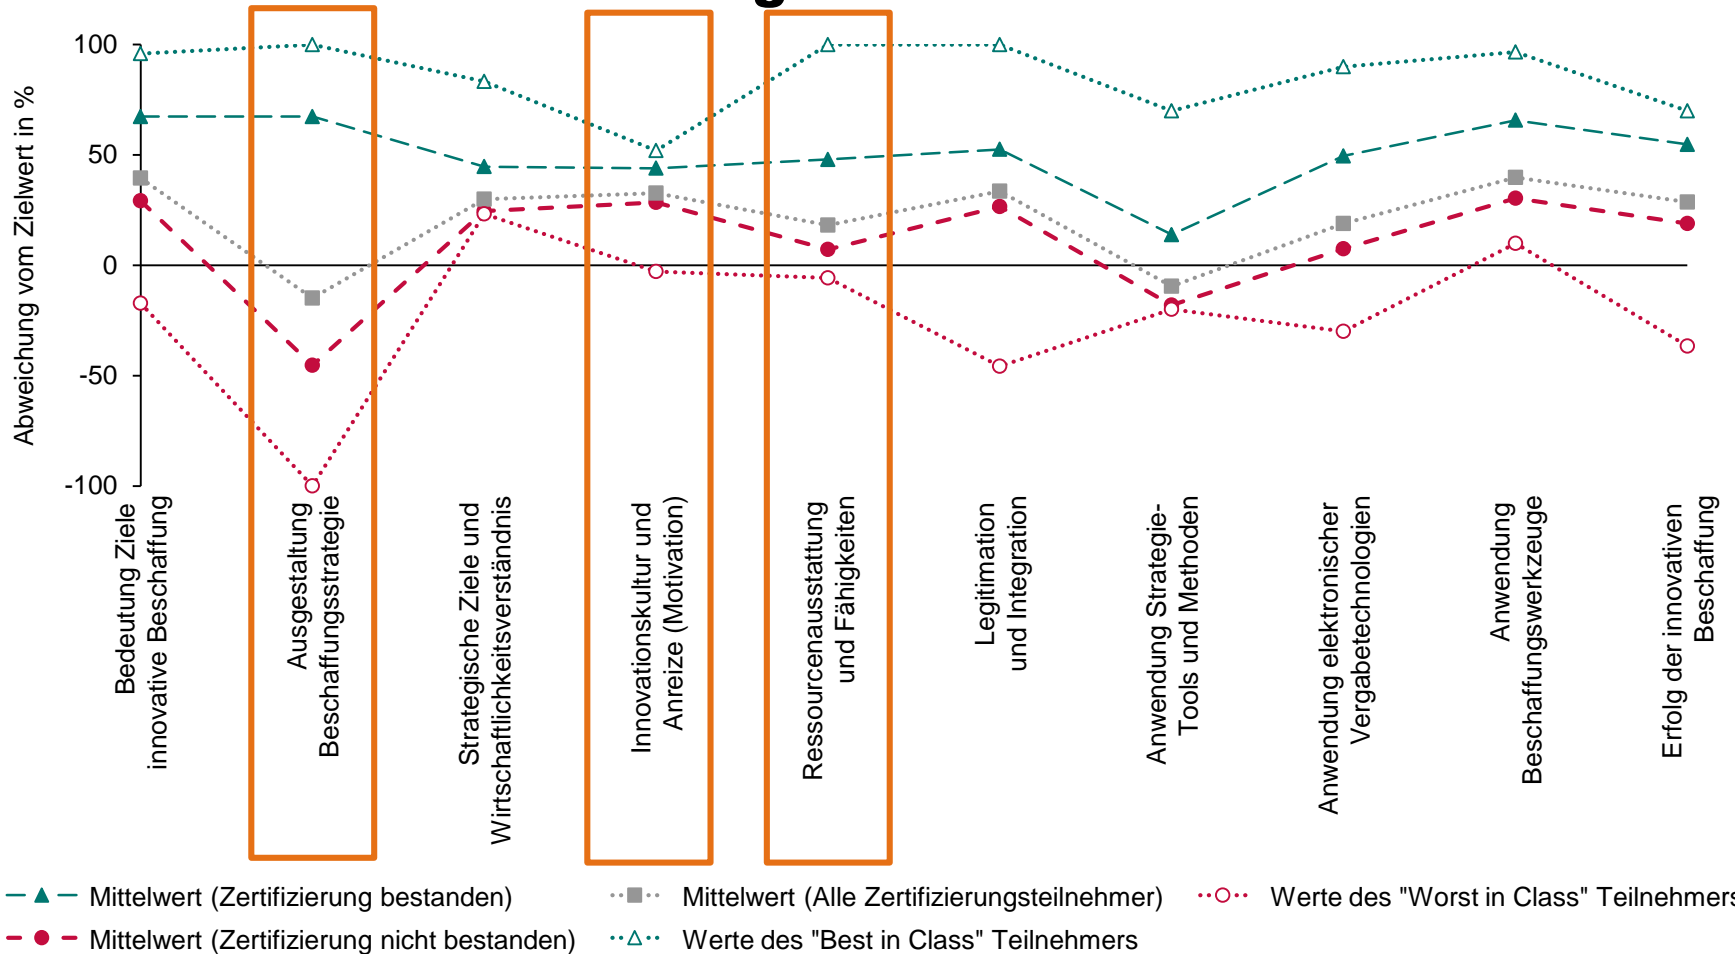 g
Abweichung vom Zielwert in %
100
50
0
-50
-100
Bedeutung Ziele
innovative Beschaffung
Ausgestaltung
Beschaffungsstrategie
Strategische Ziele und
Wirtschaftlichkeitsverständnis
Innovationskultur und
Anreize (Motivation)
Ressourcenausstattung
und Fähigkeiten
Legitimation
und Integration
Anwendung Strategie-
Tools und Methoden
Anwendung elektronischer
Vergabetechnologien
Anwendung
Beschaffungswerkzeuge
Erfolg der innovativen
Beschaffung
Mittelwert (Zertifizierung bestanden)
Mittelwert (Alle Zertifizierungsteilnehmer)
Werte des "Worst in Class" Teilnehmers
Mittelwert (Zertifizierung nicht bestanden)
Werte des "Best in Class" Teilnehmers